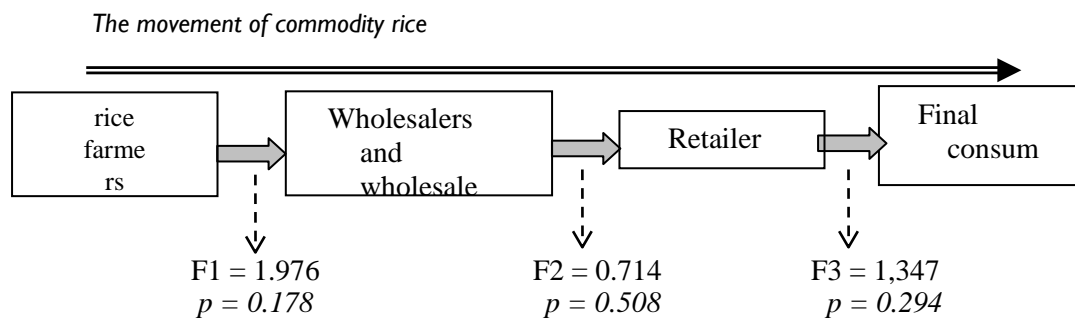 The movement of commodity rice
rice
farme
rs
Wholesalers
and
wholesale
Retailer
Final
consum
F1 = 1.976
p = 0.178
F2 = 0.714
p = 0.508
F3 = 1,347
p = 0.294